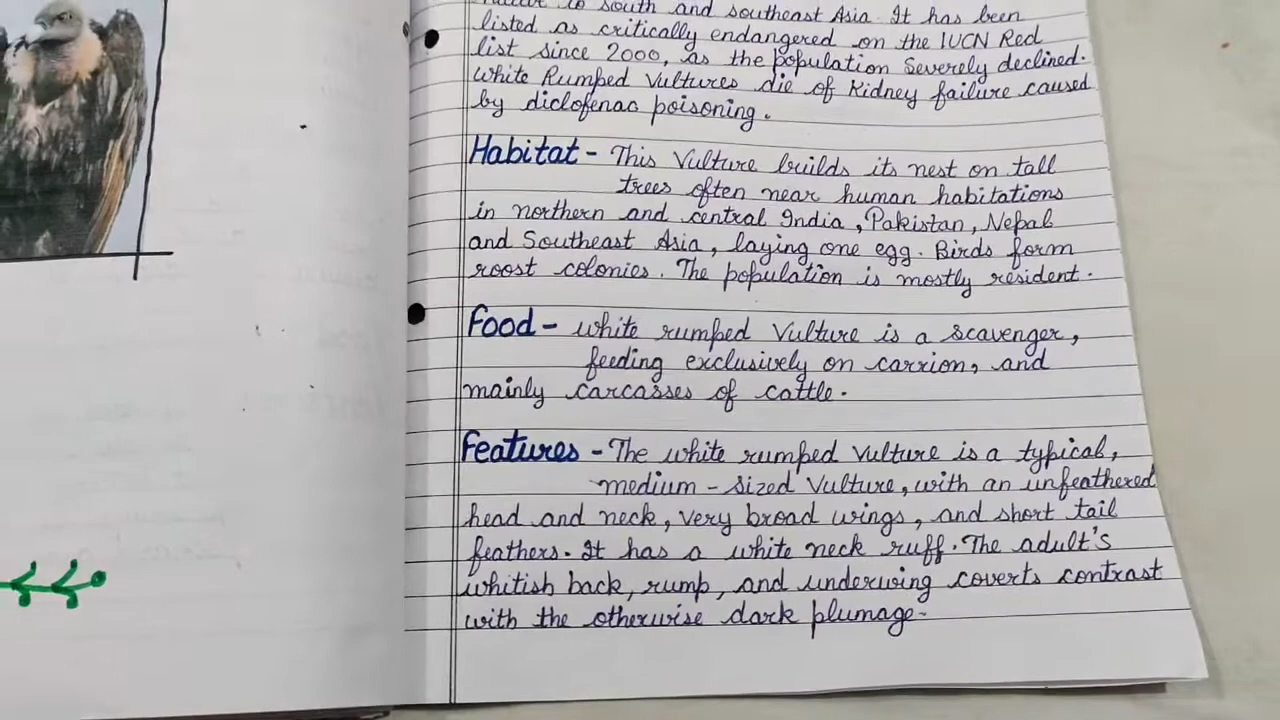 to south and southeast Asia. It has been
listed as critically endangered on the IUCN Red
list since 2000, as the population Severely declined.
White Rumped Vultures die of Kidney failure caused
by diclofenac poisoning.
Habitat - This Vulture builds its nest on tall
trees often near human habitations
in northern and central India, Pakistan, Nepal
and Southeast Asia, laying one egg. Birds form
roost colonies. The population is mostly resident.
Food - white rumped Vulture is a scavenger,
feeding exclusively on carrion, and
mainly carcasses of cattle.
Features - The white rumped Vulture is a typical,
medium - sized Vulture, with an unfeathered
head and neck, very broad wings, and short tail
feathers. It has a white neck ruff. The adult's
whitish back, rump, and underwing coverts contrast
with the otherwise dark plumage-